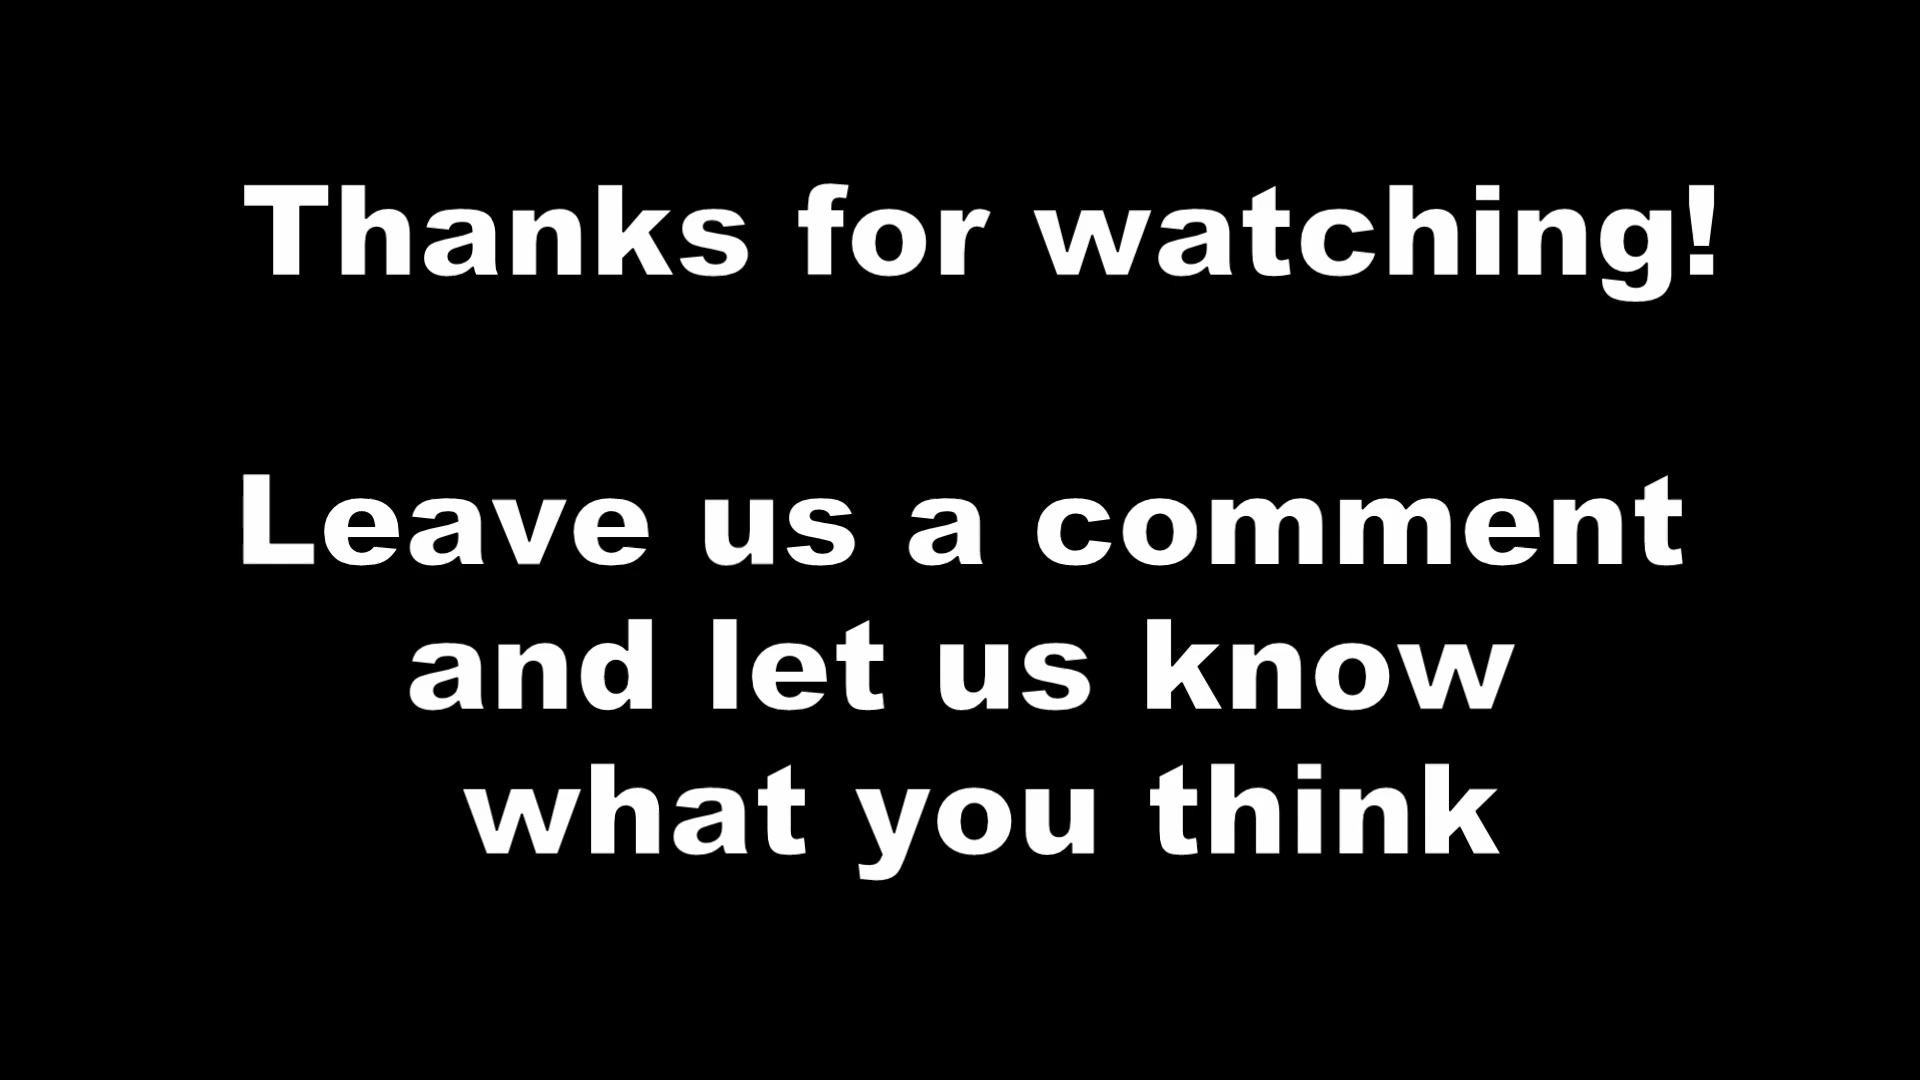 Thanks for watching!
Leave us a comment
and let us know
what you think